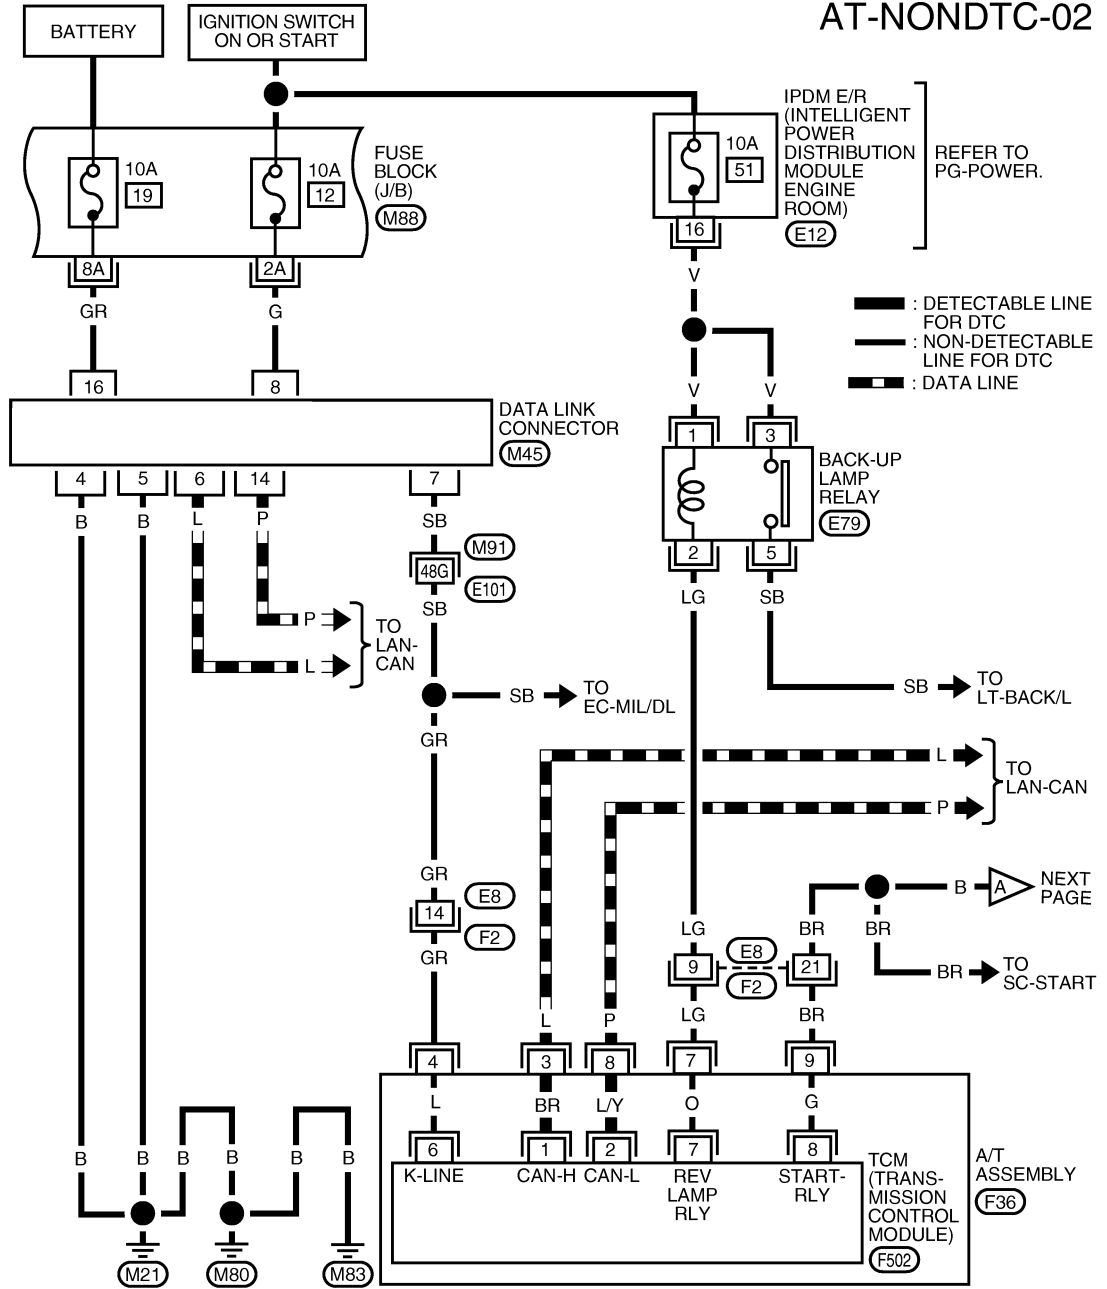 AT-NONDTC-02
BATTERY
IGNITION SWITCH
ON OR START
10A
19
10A
12
FUSE
BLOCK
(J/B)
M88
10A
51
IPDM E/R
(INTELLIGENT
POWER
DISTRIBUTION
MODULE
ENGINE
ROOM)
E12
REFER TO
PG-POWER.
8A
2A
16
GR
G
V
: DETECTABLE LINE
FOR DTC
: NON-DETECTABLE
LINE FOR DTC
: DATA LINE
16
8
V
V
DATA LINK
CONNECTOR
M45
1
3
BACK-UP
LAMP
RELAY
E79
4
5
6
14
7
2
5
B
B
L
P
SB
M91
48G
E101
SB
LG
SB
P
L
TO
LAN-
CAN
SB
TO
EC-MIL/DL
SB
TO
LT-BACK/L
GR
L
P
TO
LAN-CAN
GR
14
E8
F2
GR
LG
BR
BR
B
A
NEXT
PAGE
9
E8
F2
21
BR
TO
SC-START
L
P
LG
BR
4
3
8
7
9
L
BR
L/Y
O
G
6
1
2
7
8
K-LINE
CAN-H
CAN-L
REV
LAMP
RLY
START-
RLY
TCM
(TRANS-
MISSION
CONTROL
MODULE)
F502
A/T
ASSEMBLY
F36
B
B
B
B
B
B
M21
M80
M83